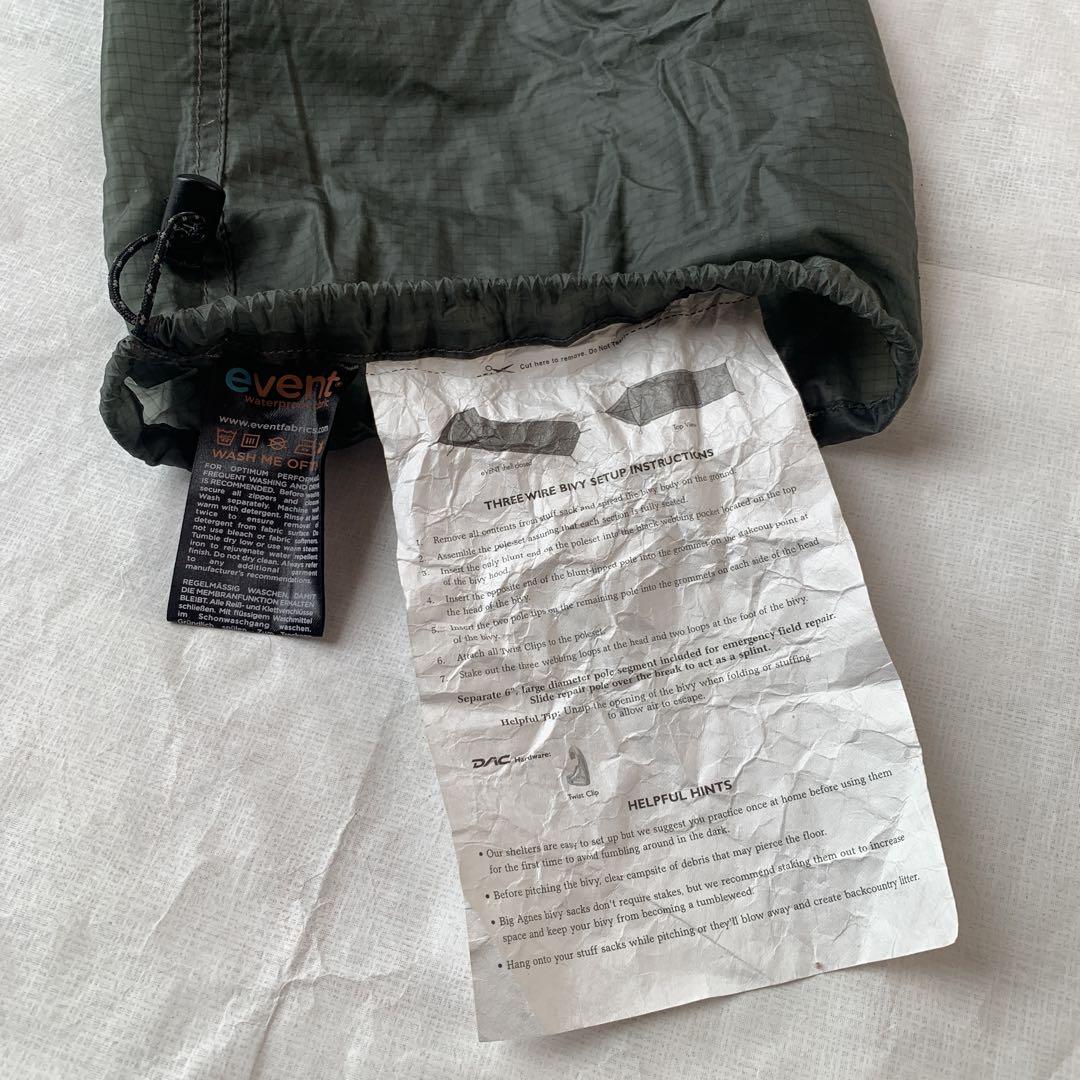 event
waterproof
www.eventfabrics.com
WASH ME OFT
FOR OPTIMUM PERFORMA
FREQUENT WASHING AND DRYI
IS RECOMMENDED. Before washing
secure all zippers and closures
Wash separately. Machine wash
warm with detergent. Rinse at least
twice to ensure removal of
detergent from fabric surface. Do
not use bleach or fabric softeners.
Tumble dry low or use warm steam
iron to rejuvenate water repellent
finish. Do not dry clean. Always refer
to any additional garment
manufacturer's recommendations.
REGELMÄSSIG WASCHEN, DAMIT
DIE MEMBRANFUNKTION ERHALTEN
BLEIBT. Alle Reiß- und Klettverschlüsse
schließen. Mit flüssigem Waschmittel
im Schonwaschgang waschen.
Gründlich spülen. Zum
Cut here to remove. Do Not Tear
eVENT shell closed
Top View
THREE WIRE BIVY SETUP INSTRUCTIONS
1. Remove all contents from stuff sack and spread the bivy body on the ground.
2. Assemble the pole-set assuring that each section is fully seated.
3. Insert the only blunt end on the poleset into the black webbing pocket located on the top
of the bivy hood.
4. Insert the opposite end of the blunt-tipped pole into the grommet on the stakeout point at
the head of the bivy.
5. Insert the two pole tips on the remaining pole into the grommets on each side of the head
of the bivy.
6. Attach all Twist Clips to the poleset.
7. Stake out the three webbing loops at the head and two loops at the foot of the bivy.
Separate 6", large diameter pole segment included for emergency field repair.
Slide repair pole over the break to act as a splint.
Helpful Tip: Unzip the opening of the bivy when folding or stuffing
to allow air to escape.
DAC Hardware:
Twist Clip
HELPFUL HINTS
• Our shelters are easy to set up but we suggest you practice once at home before using them
for the first time to avoid fumbling around in the dark.
• Before pitching the bivy, clear campsite of debris that may pierce the floor.
• Big Agnes bivy sacks don't require stakes, but we recommend staking them out to increase
space and keep your bivy from becoming a tumbleweed.
• Hang onto your stuff sacks while pitching or they'll blow away and create backcountry litter.